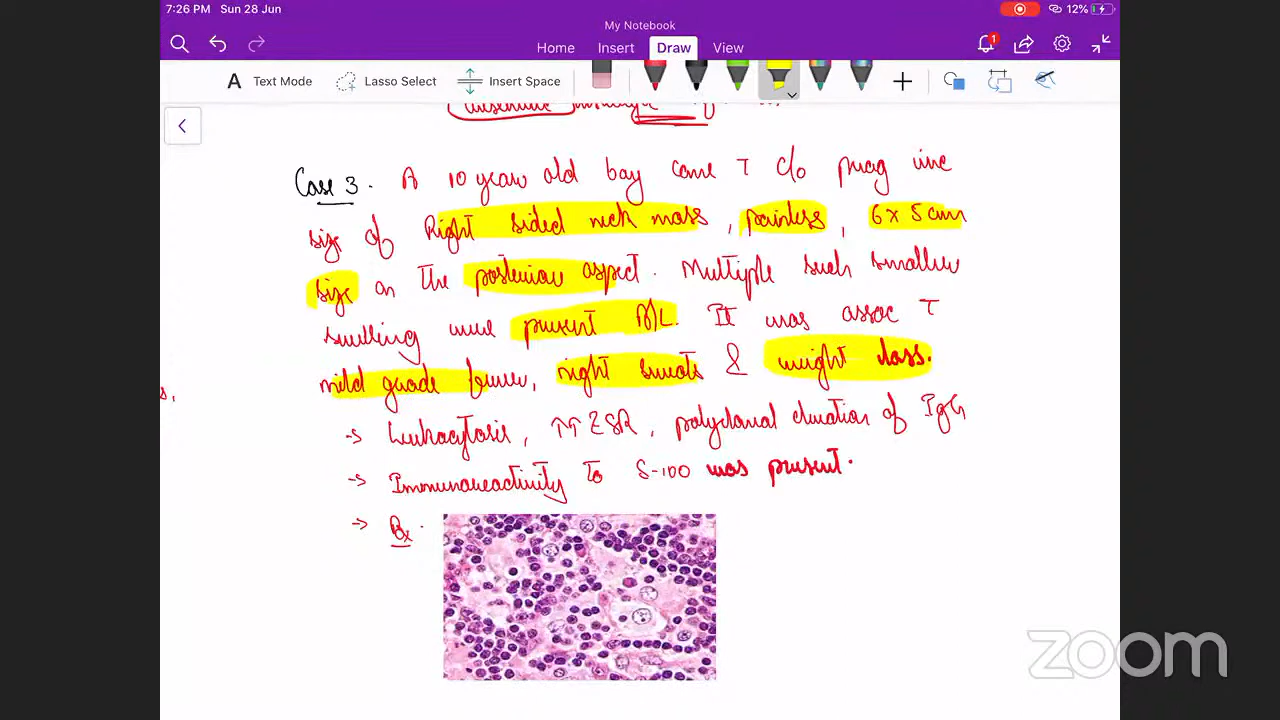 7:26 PM Sun 28 Jun
12%
My Notebook
Home Insert Draw View
1
Text Mode Lasso Select Insert Space
Case 3. A 10 year old boy came c̄ c/o prog inc
size of Right sided neck mass, painless, 6x5cm
size on the posterior aspect. Multiple such smaller
swelling were present B/L. It was assoc c̄
mild grade fever, night sweats & weight loss.
→ Leukocytosis, ↑↑ ESR, polyclonal elevation of IgG
→ Immunoreactivity to S-100 was present.
→ Bx.
s,
zoom